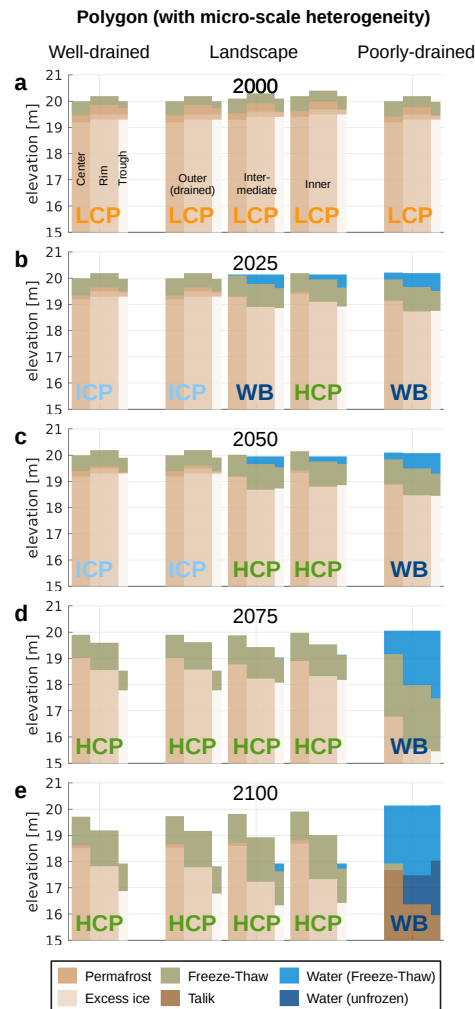 Polygon (with micro-scale heterogeneity)
Well-drained Landscape Poorly-drained
a 2000
21
20
19
18
17
16
15
elevation [m]
Center
Rim
Trough
Outer
(drained)
Inter-
mediate
Inner
LCP LCP LCP LCP LCP
b 2025
21
20
19
18
17
16
15
elevation [m]
ICP ICP WB HCP WB
c 2050
21
20
19
18
17
16
15
elevation [m]
ICP ICP HCP HCP WB
d 2075
21
20
19
18
17
16
15
elevation [m]
HCP HCP HCP HCP WB
e 2100
21
20
19
18
17
16
15
elevation [m]
HCP HCP HCP HCP WB
Permafrost Freeze-Thaw Water (Freeze-Thaw)
Excess ice Talik Water (unfrozen)